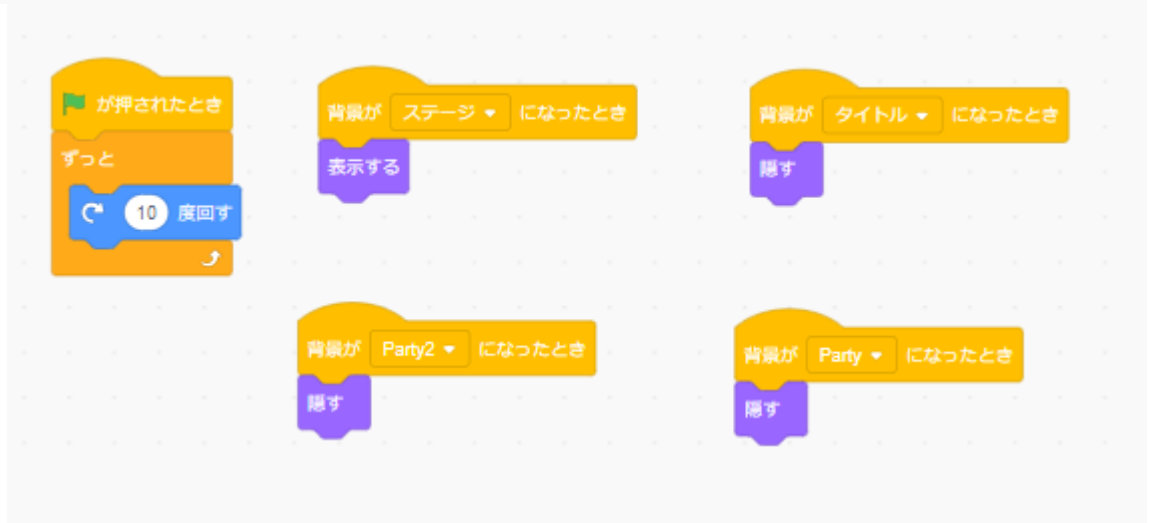 が押されたとき
ずっと
10 度回す
背景が ステージ になったとき
表示する
背景が タイトル になったとき
隠す
背景が Party2 になったとき
隠す
背景が Party になったとき
隠す